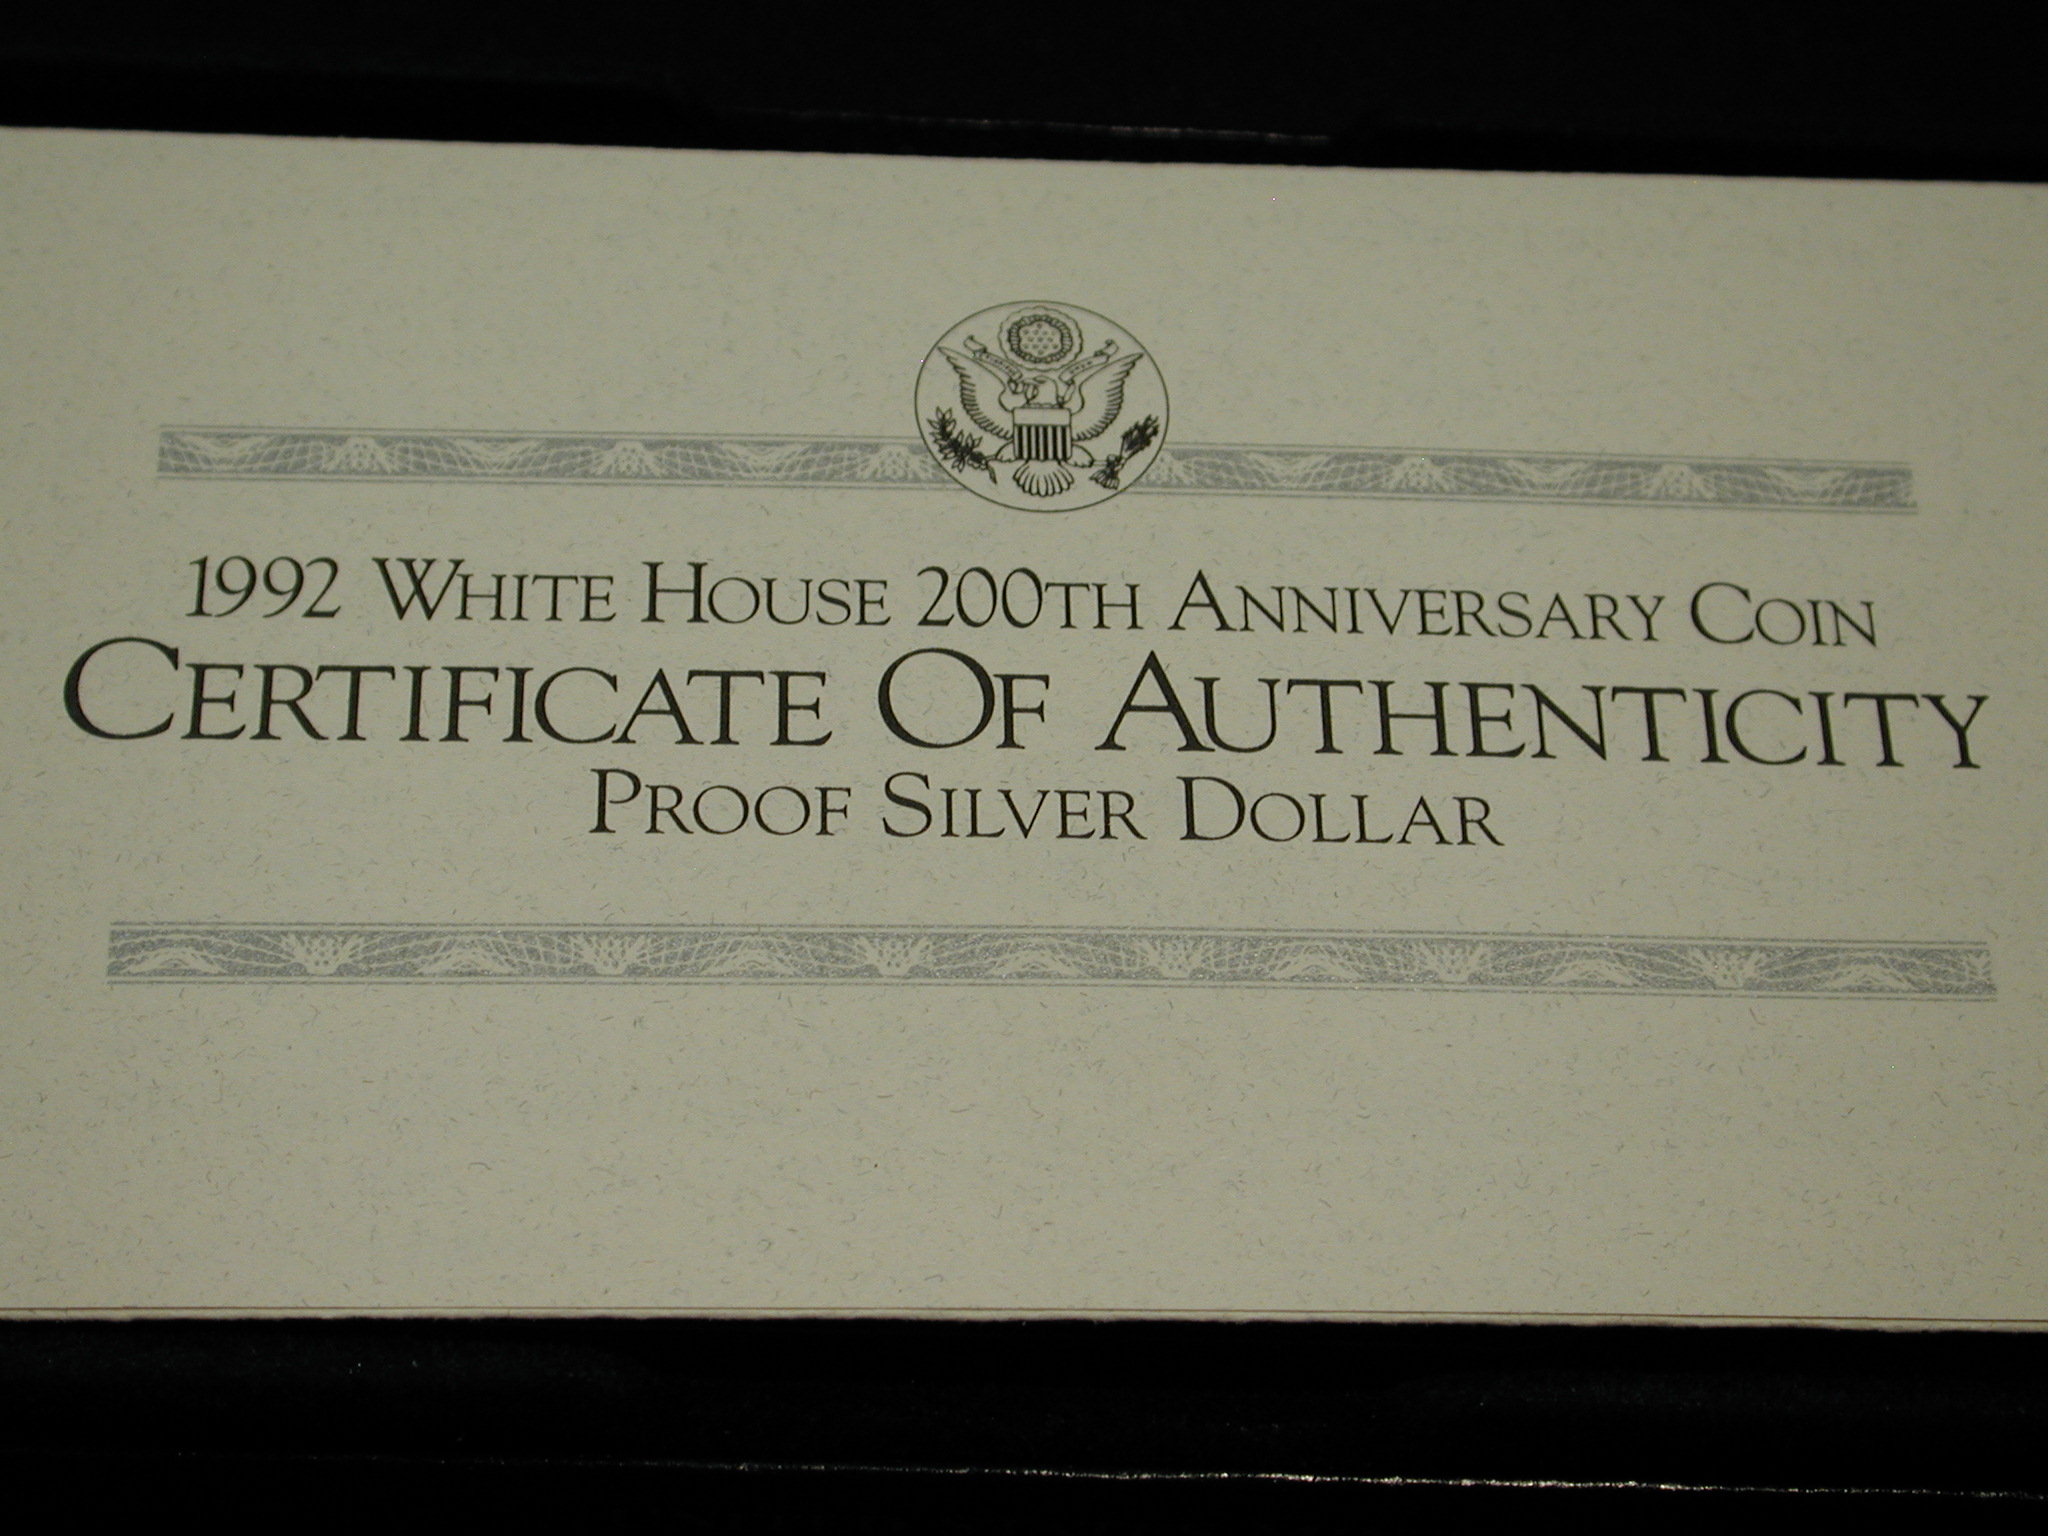 1992 White House 200th Anniversary Coin
Certificate Of Authenticity
Proof Silver Dollar